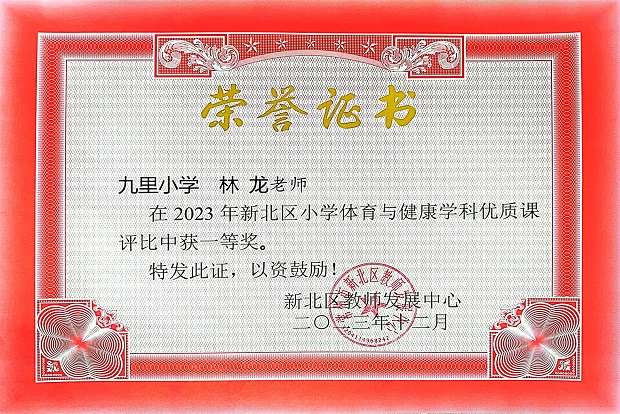 荣誉证书
九里小学 林 龙老师
在 2023 年新北区小学体育与健康学科优质课
评比中获一等奖。
特发此证，以资鼓励！
新北区教师发展中心
二〇二三年十二月